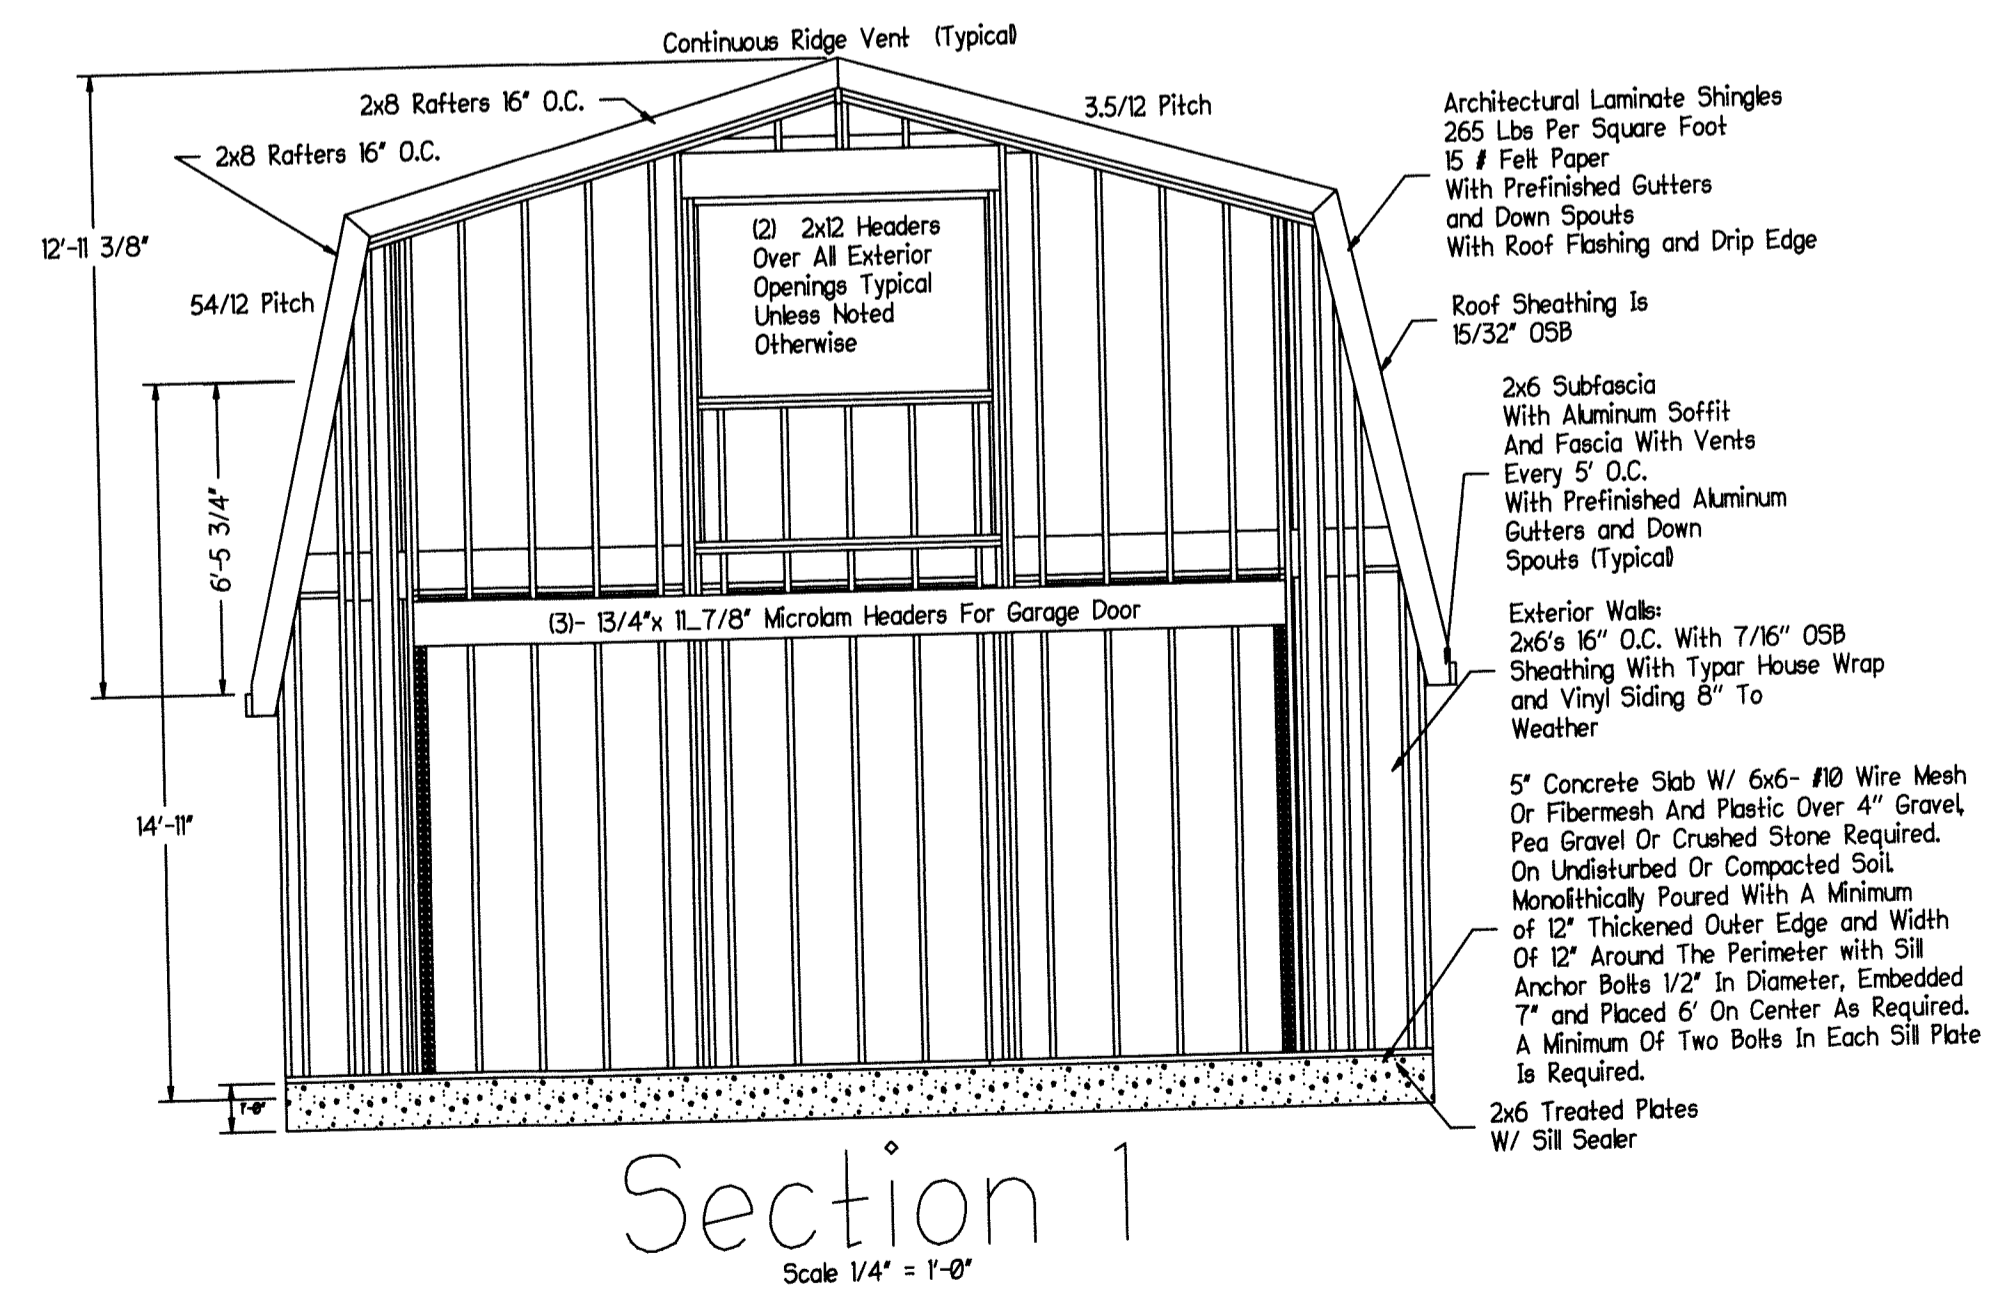 Continuous Ridge Vent (Typical)
2x8 Rafters 16" O.C.
3.5/12 Pitch
2x8 Rafters 16" O.C.
12'-11 3/8"
54/12 Pitch
6'-5 3/4"
14'-11"
1'-0"
(2) 2x12 Headers
Over All Exterior
Openings Typical
Unless Noted
Otherwise
(3)- 13/4"x 11_7/8" Microlam Headers For Garage Door
Architectural Laminate Shingles
265 Lbs Per Square Foot
15 # Felt Paper
With Prefinished Gutters
and Down Spouts
With Roof Flashing and Drip Edge
Roof Sheathing Is
15/32" OSB
2x6 Subfascia
With Aluminum Soffit
And Fascia With Vents
Every 5' O.C.
With Prefinished Aluminum
Gutters and Down
Spouts (Typical)
Exterior Walls:
2x6's 16" O.C. With 7/16" OSB
Sheathing With Typar House Wrap
and Vinyl Siding 8" To
Weather
5" Concrete Slab W/ 6x6- #10 Wire Mesh
Or Fibermesh And Plastic Over 4" Gravel,
Pea Gravel Or Crushed Stone Required.
On Undisturbed Or Compacted Soil.
Monolithically Poured With A Minimum
of 12" Thickened Outer Edge and Width
Of 12" Around The Perimeter with Sill
Anchor Bolts 1/2" In Diameter, Embedded
7" and Placed 6' On Center As Required.
A Minimum Of Two Bolts In Each Sill Plate
Is Required.
2x6 Treated Plates
W/ Sill Sealer
Section 1
Scale 1/4" = 1'-0"